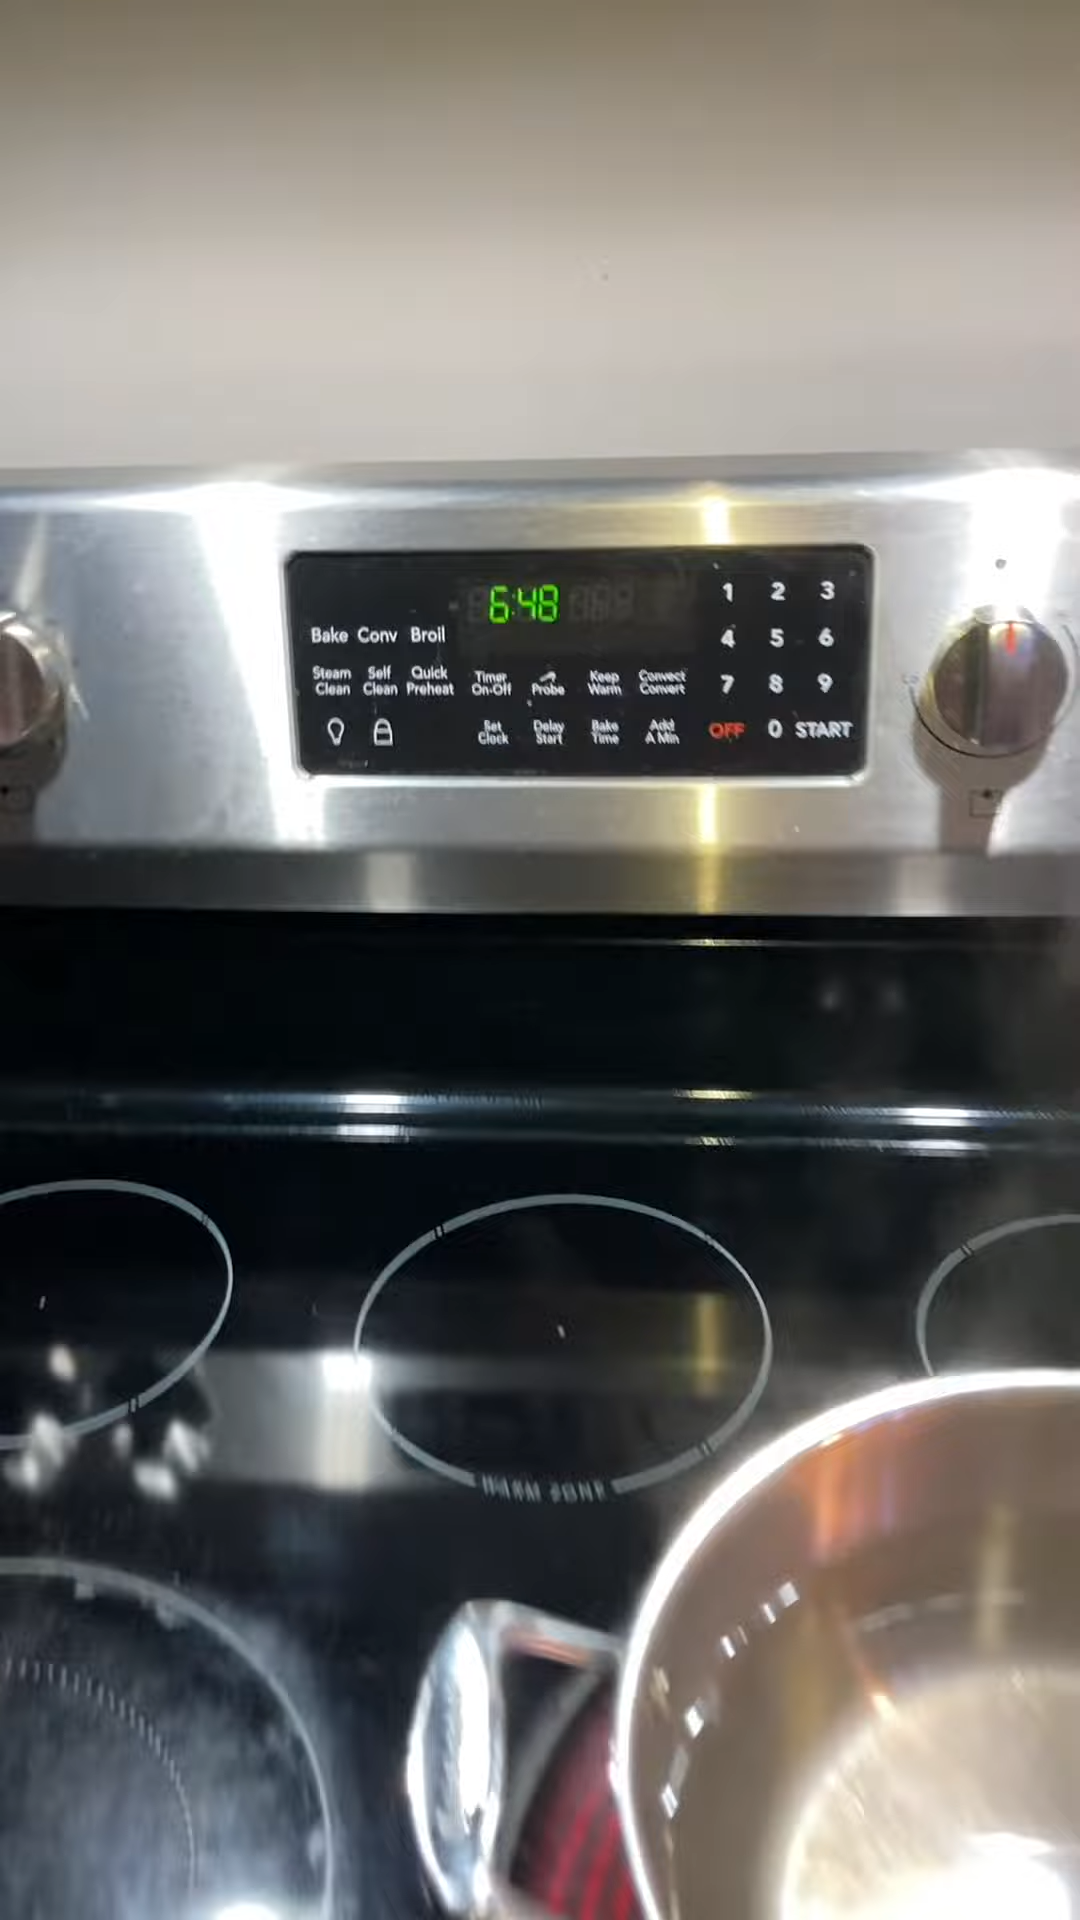 6:48
1 2 3
Bake Conv Broil
4 5 6
Steam Clean
Self Clean
Quick Preheat
Timer On-Off
Probe
Keep Warm
Convect Convert
7 8 9
Set Clock
Delay Start
Bake Time
Add A Min
OFF 0 START
WARM ZONE